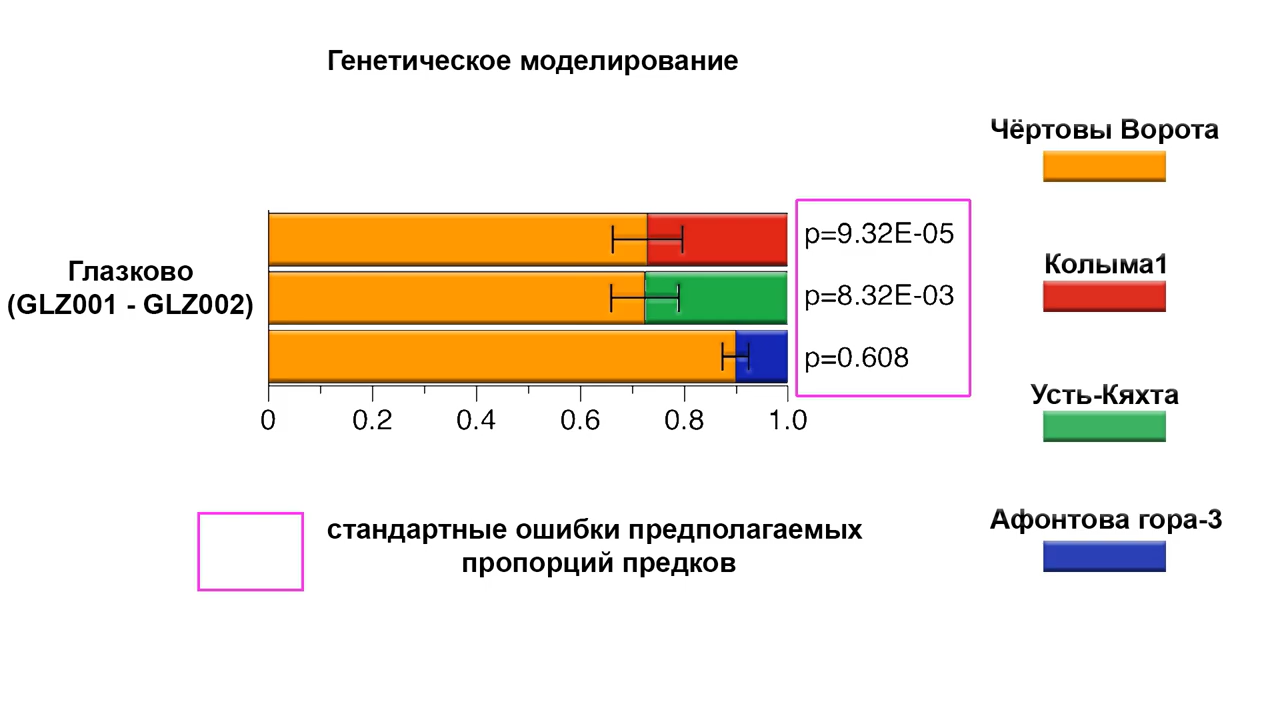 Генетическое моделирование
Чёртовы Ворота
Колыма1
Усть-Кяхта
Афонтова гора-3
Глазково
(GLZ001 - GLZ002)
p=9.32E-05
p=8.32E-03
p=0.608
0 0.2 0.4 0.6 0.8 1.0
стандартные ошибки предполагаемых
пропорций предков